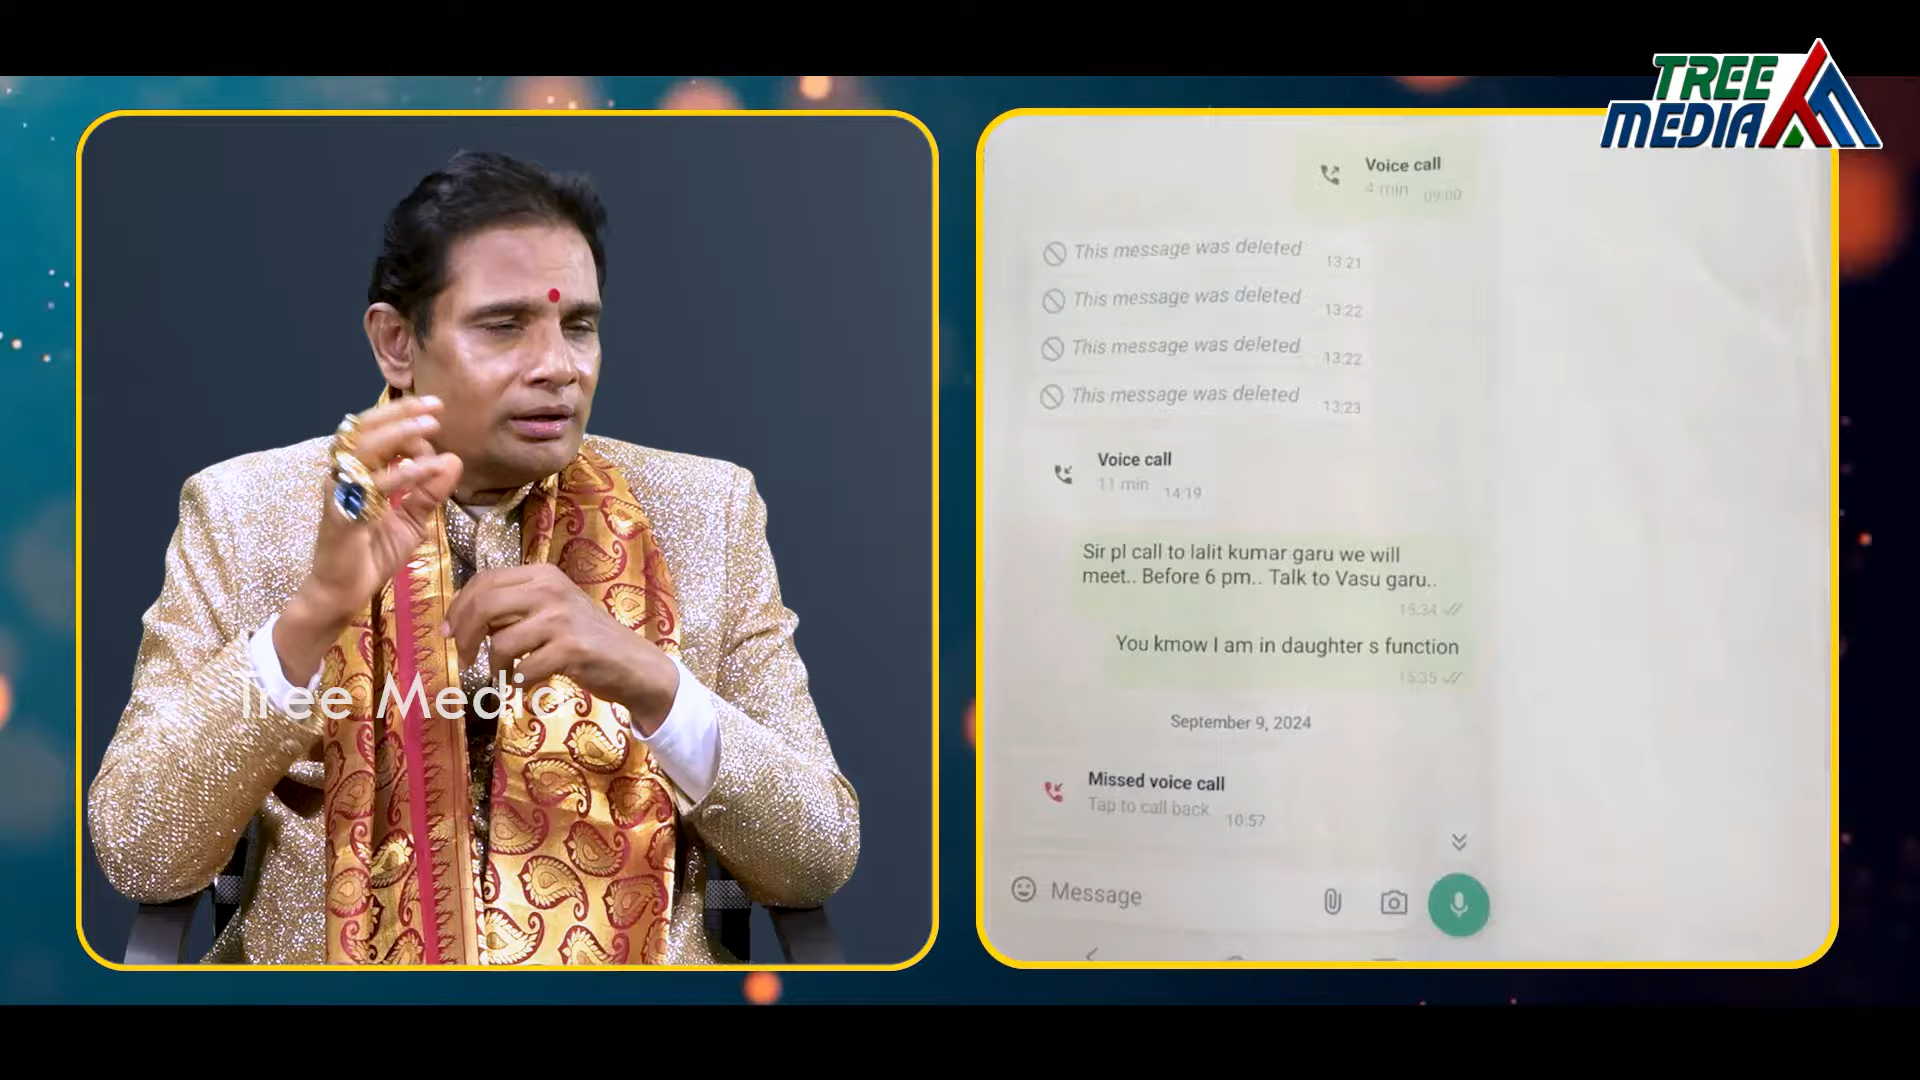 TREE
MEDIA
Voice call
4 min 09:00
This message was deleted 13:21
This message was deleted 13:22
This message was deleted 13:22
This message was deleted 13:23
Voice call
11 min 14:19
Sir pl call to lalit kumar garu we will
meet.. Before 6 pm.. Talk to Vasu garu..
15:34
You kmow I am in daughter s function
15:35
September 9, 2024
Missed voice call
Tap to call back 10:57
Message
Tree Media